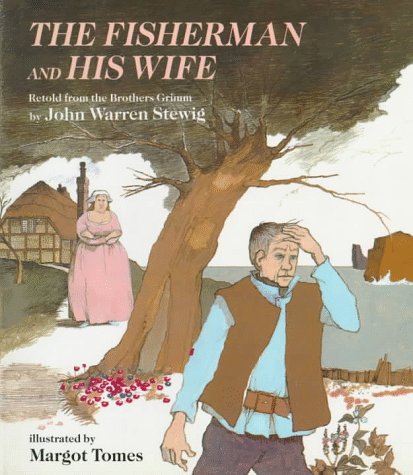 THE FISHERMAN
AND HIS WIFE
Retold from the Brothers Grimm
by John Warren Stewig
illustrated by
Margot Tomes